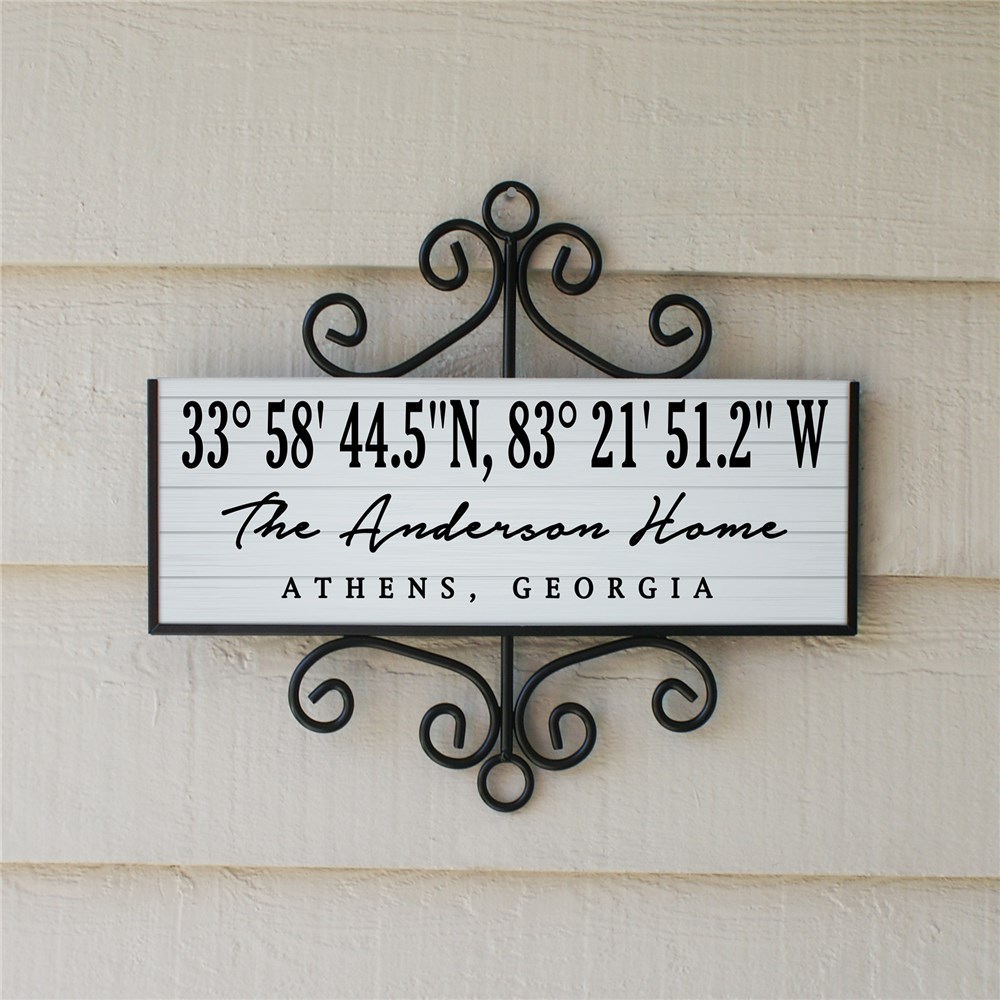 33° 58' 44.5"N, 83° 21' 51.2" W
The Anderson Home
ATHENS, GEORGIA